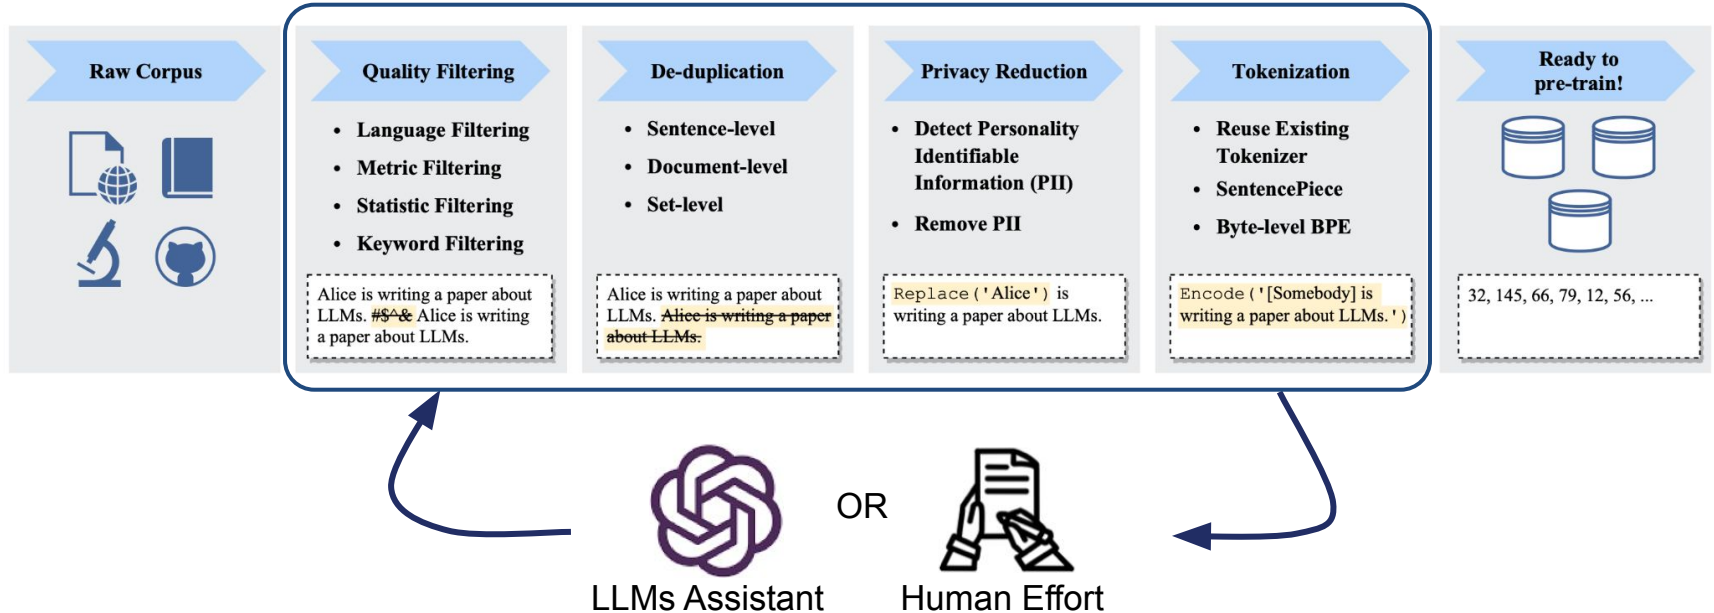 Raw Corpus
Quality Filtering
• Language Filtering
• Metric Filtering
• Statistic Filtering
• Keyword Filtering
Alice is writing a paper about
LLMs. #$^& Alice is writing
a paper about LLMs.
De-duplication
• Sentence-level
• Document-level
• Set-level
Alice is writing a paper about
LLMs. Alice is writing a paper
about LLMs.
Privacy Reduction
• Detect Personality
Identifiable
Information (PII)
• Remove PII
Replace('Alice') is
writing a paper about LLMs.
Tokenization
• Reuse Existing
Tokenizer
• SentencePiece
• Byte-level BPE
Encode('[Somebody] is
writing a paper about LLMs.')
Ready to
pre-train!
32, 145, 66, 79, 12, 56, ...
OR
LLMs Assistant
Human Effort